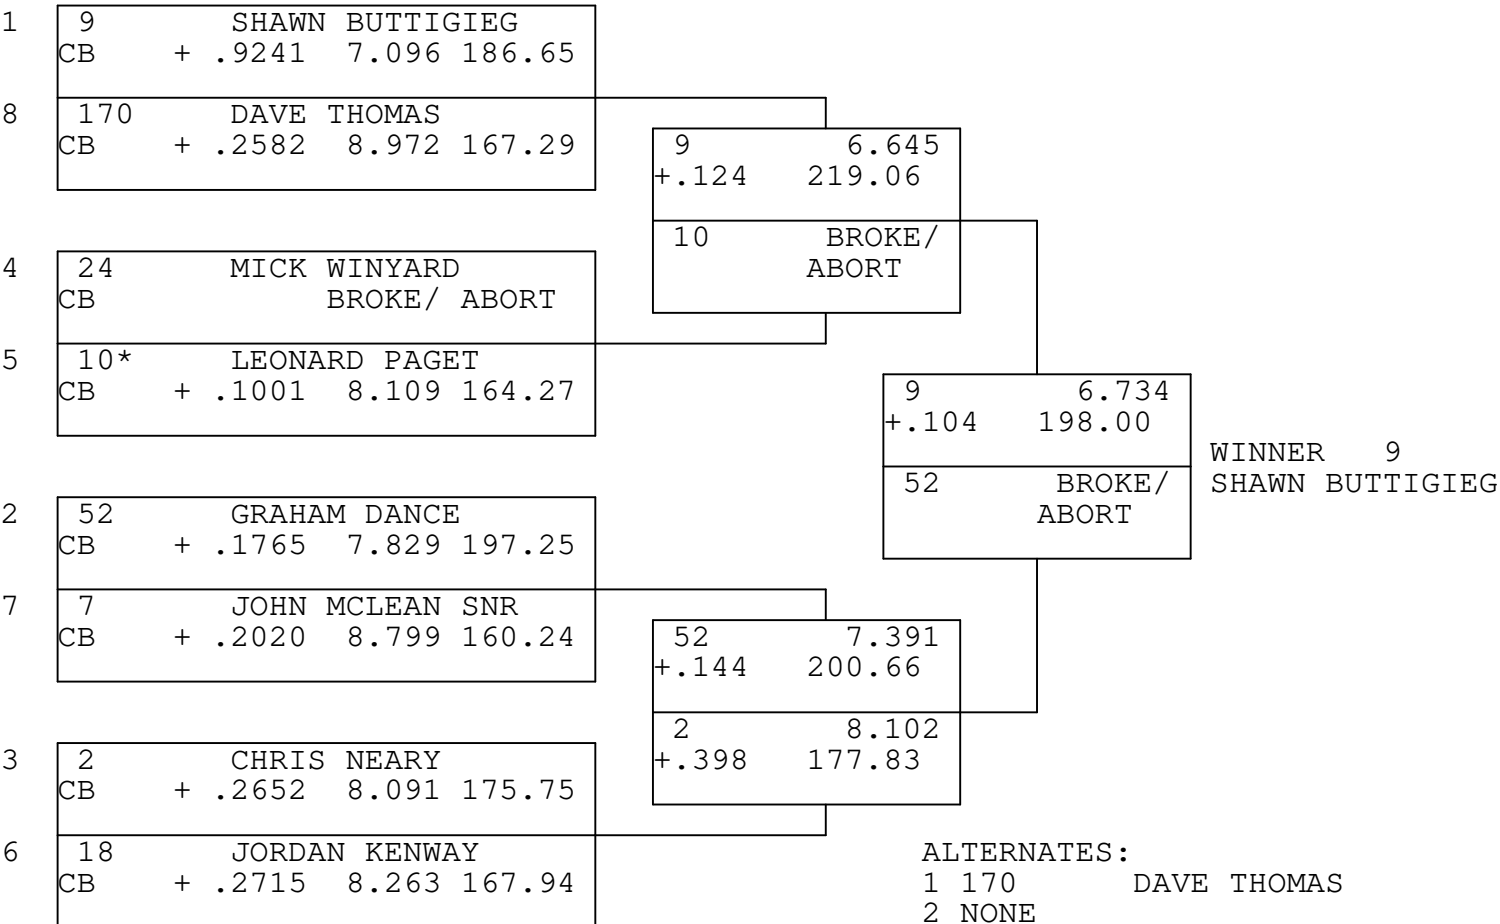 1 9 SHAWN BUTTIGIEG
CB + .9241 7.096 186.65
8 170 DAVE THOMAS
CB + .2582 8.972 167.29
9 6.645
+.124 219.06
10 BROKE/
ABORT
4 24 MICK WINYARD
CB BROKE/ ABORT
5 10* LEONARD PAGET
CB + .1001 8.109 164.27
9 6.734
+.104 198.00
52 BROKE/
ABORT
WINNER 9
SHAWN BUTTIGIEG
2 52 GRAHAM DANCE
CB + .1765 7.829 197.25
7 7 JOHN MCLEAN SNR
CB + .2020 8.799 160.24
52 7.391
+.144 200.66
2 8.102
+.398 177.83
3 2 CHRIS NEARY
CB + .2652 8.091 175.75
6 18 JORDAN KENWAY
CB + .2715 8.263 167.94
ALTERNATES:
1 170 DAVE THOMAS
2 NONE